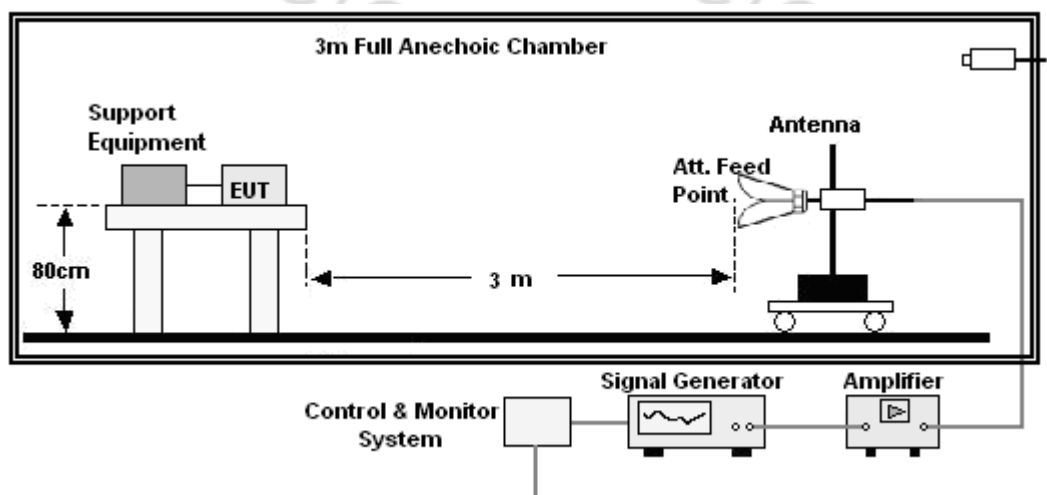 3m Full Anechoic Chamber
Support
Equipment
EUT
80cm
3 m
Antenna
Att. Feed
Point
Signal Generator
Amplifier
Control & Monitor
System